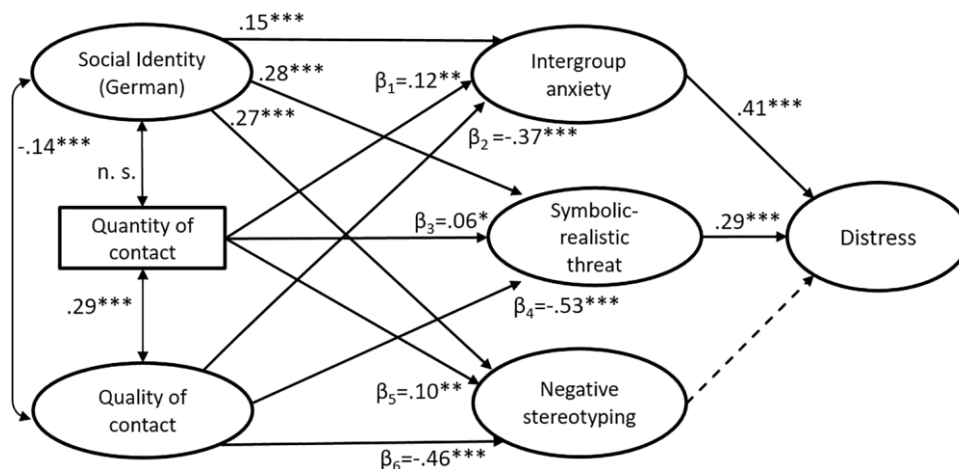 .15***
Social Identity
(German)
.28***
.27***
β₁=.12**
Intergroup
anxiety
β₂=-.37***
.41***
-.14***
n. s.
Quantity of
contact
β₃=.06*
Symbolic-
realistic
threat
.29***
Distress
.29***
β₄=-.53***
Quality of
contact
β₅=.10**
Negative
stereotyping
β₆=-.46***